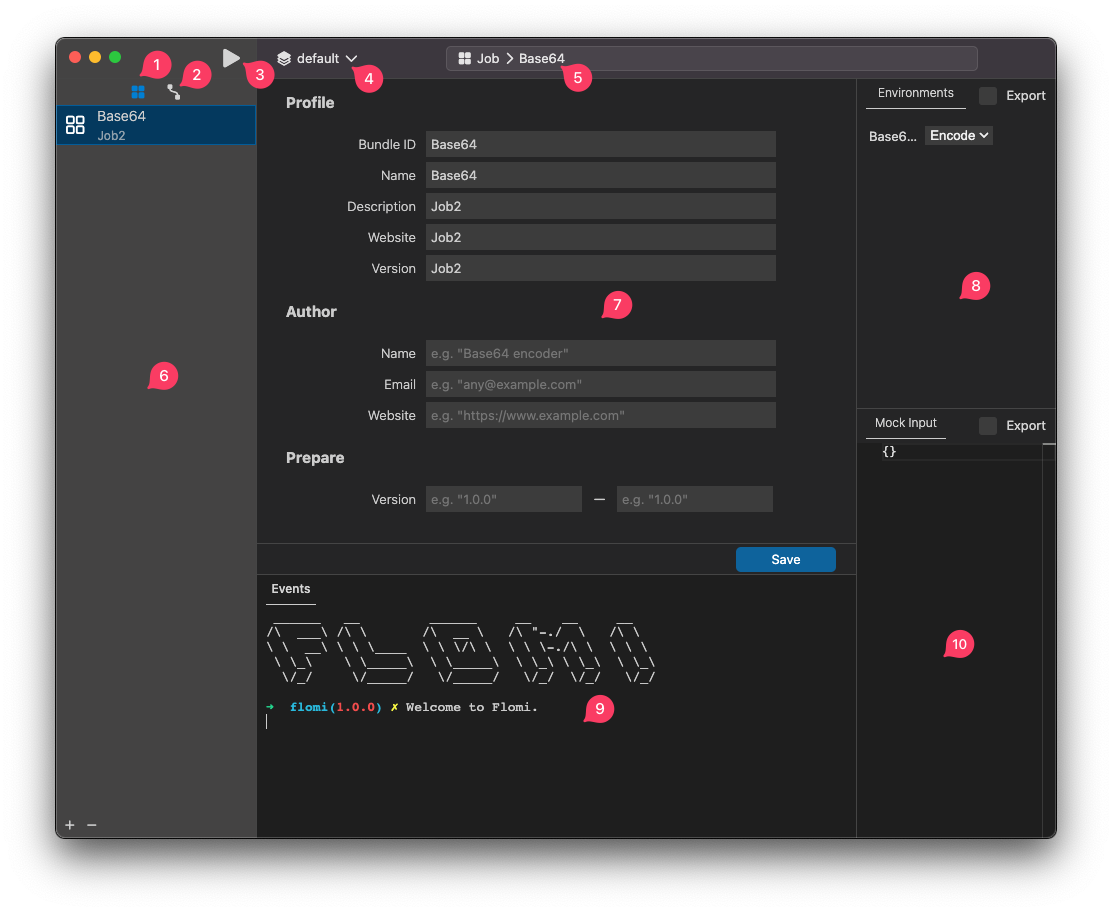 1
2
3
default
4
Job
Base64
5
Base64
Job2
6
Profile
Bundle ID
Base64
Name
Base64
Description
Job2
Website
Job2
Version
Job2
Author
7
Name
e.g. "Base64 encoder"
Email
e.g. "any@example.com"
Website
e.g. "https://www.example.com"
Prepare
Version
e.g. "1.0.0"
—
e.g. "1.0.0"
Save
Events
FLOMI
➜ flomi(1.0.0) ✗ Welcome to Flomi.
9
Environments
Export
Base6...
Encode
8
Mock Input
Export
{}
10
+ −